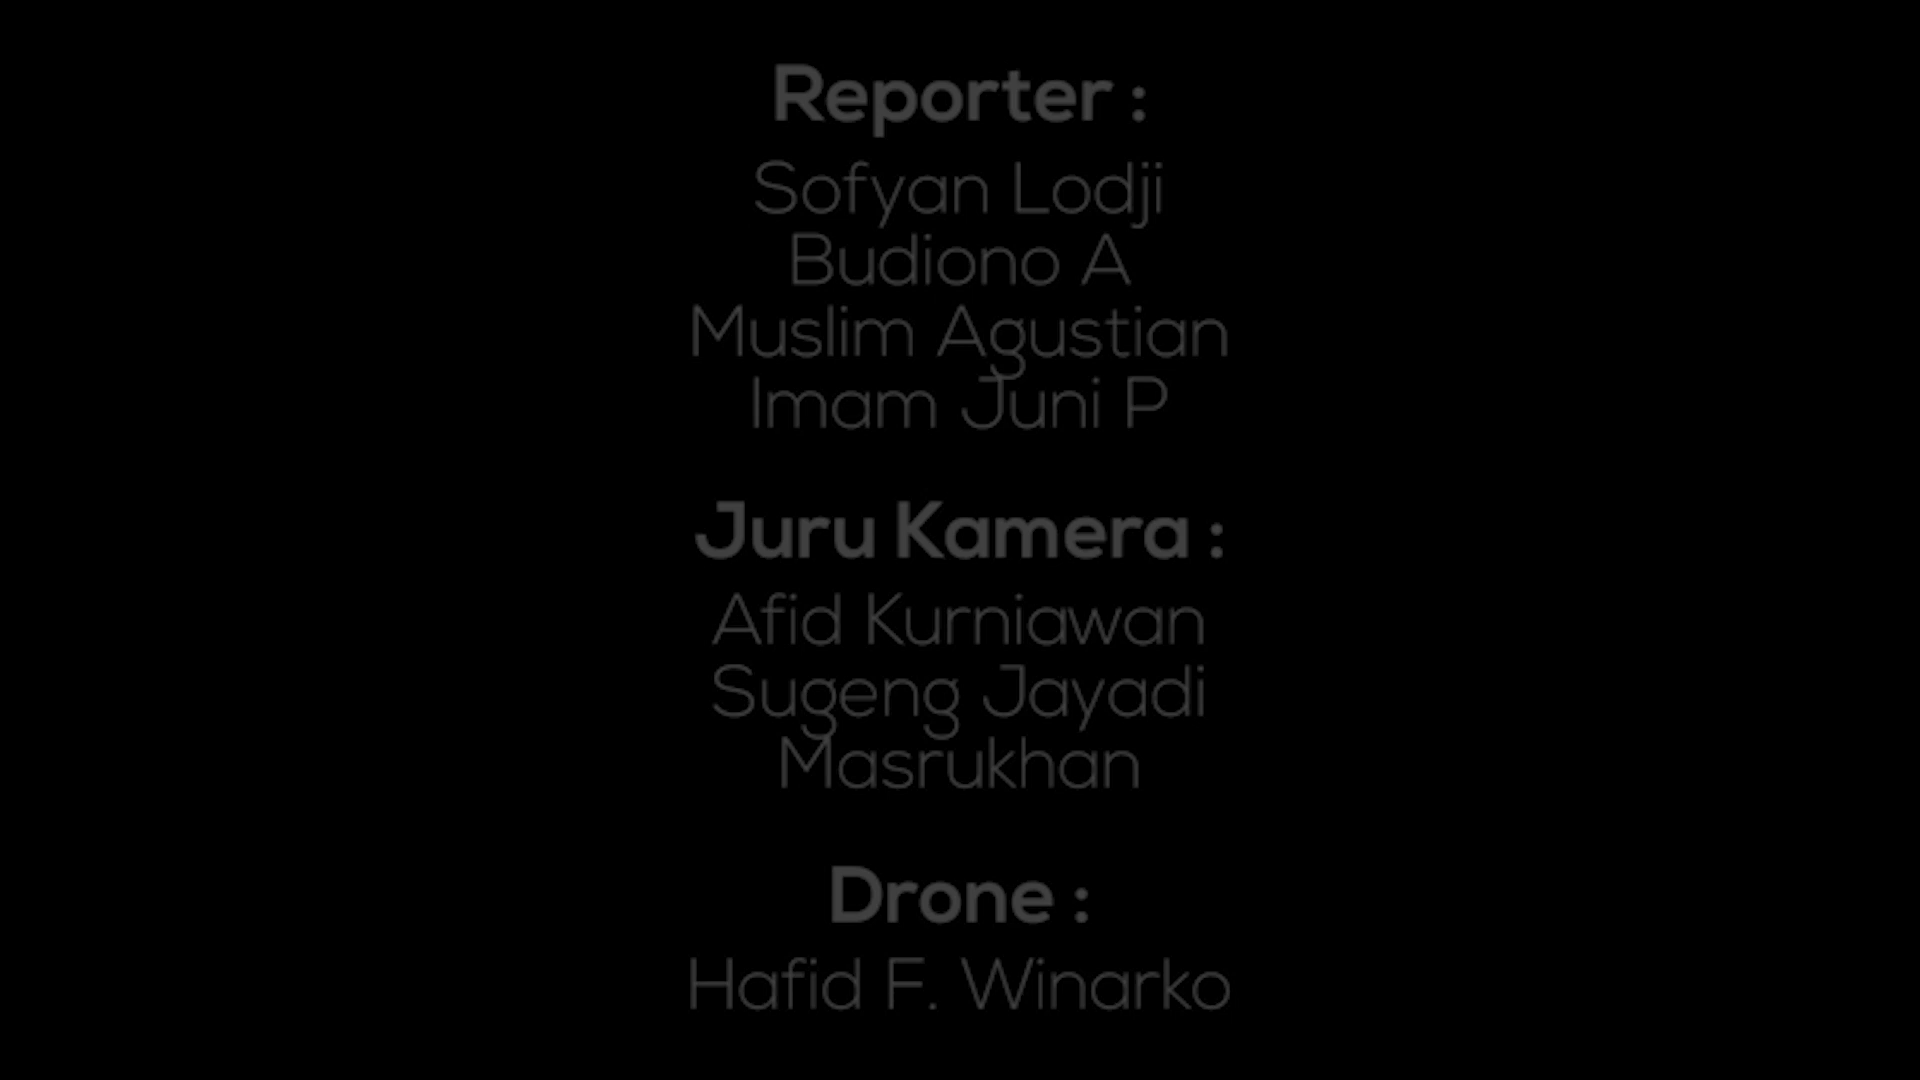 Reporter :
Sofyan Lodji
Budiono A
Muslim Agustian
Imam Juni P
Juru Kamera :
Afid Kurniawan
Sugeng Jayadi
Masrukhan
Drone :
Hafid F. Winarko